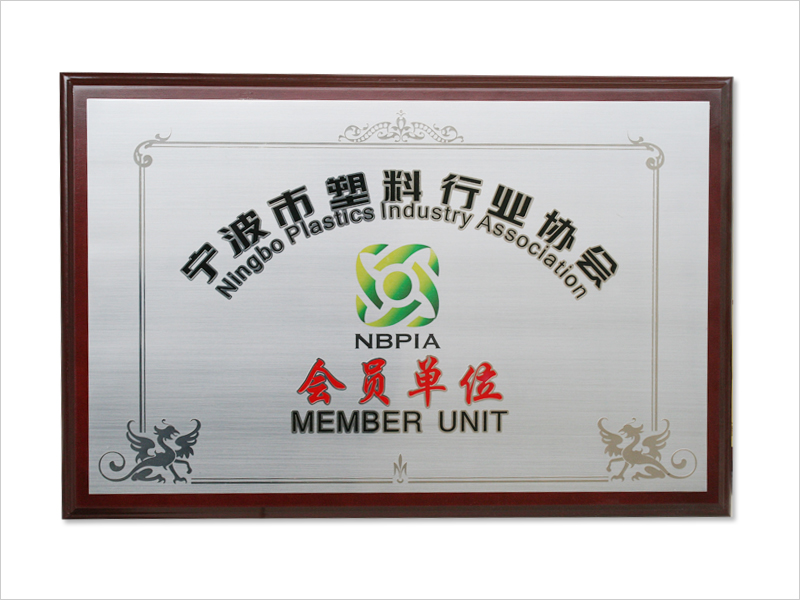 宁波市塑料行业协会
Ningbo Plastics Industry Association
NBPIA
会员单位
MEMBER UNIT